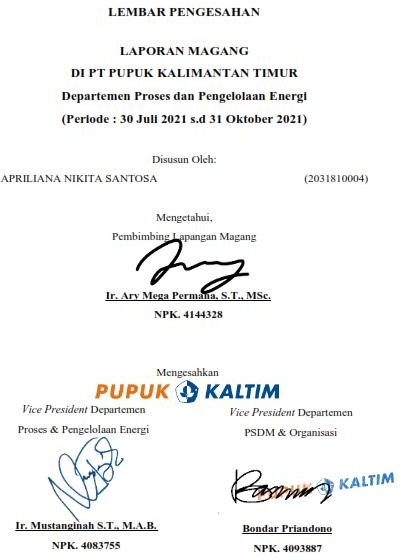 LEMBAR PENGESAHAN
LAPORAN MAGANG
DI PT PUPUK KALIMANTAN TIMUR
Departemen Proses dan Pengelolaan Energi
(Periode : 30 Juli 2021 s.d 31 Oktober 2021)
Disusun Oleh:
APRILIANA NIKITA SANTOSA (2031810004)
Mengetahui,
Pembimbing Lapangan Magang
Ir. Ary Mega Permana, S.T., MSc.
NPK. 4144328
Mengesahkan
PUPUK KALTIM
Vice President Departemen
Proses & Pengelolaan Energi
Ir. Mustanginah S.T., M.A.B.
NPK. 4083755
Vice President Departemen
PSDM & Organisasi
PUPUK KALTIM
Bondar Priandono
NPK. 4093887